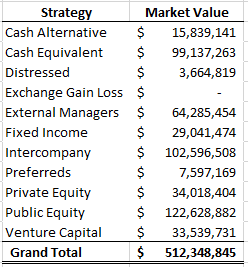 Strategy Market Value
Cash Alternative $ 15,839,141
Cash Equivalent $ 99,137,263
Distressed $ 3,664,819
Exchange Gain Loss $ -
External Managers $ 64,285,454
Fixed Income $ 29,041,474
Intercompany $ 102,596,508
Preferreds $ 7,597,169
Private Equity $ 34,018,404
Public Equity $ 122,628,882
Venture Capital $ 33,539,731
Grand Total $ 512,348,845